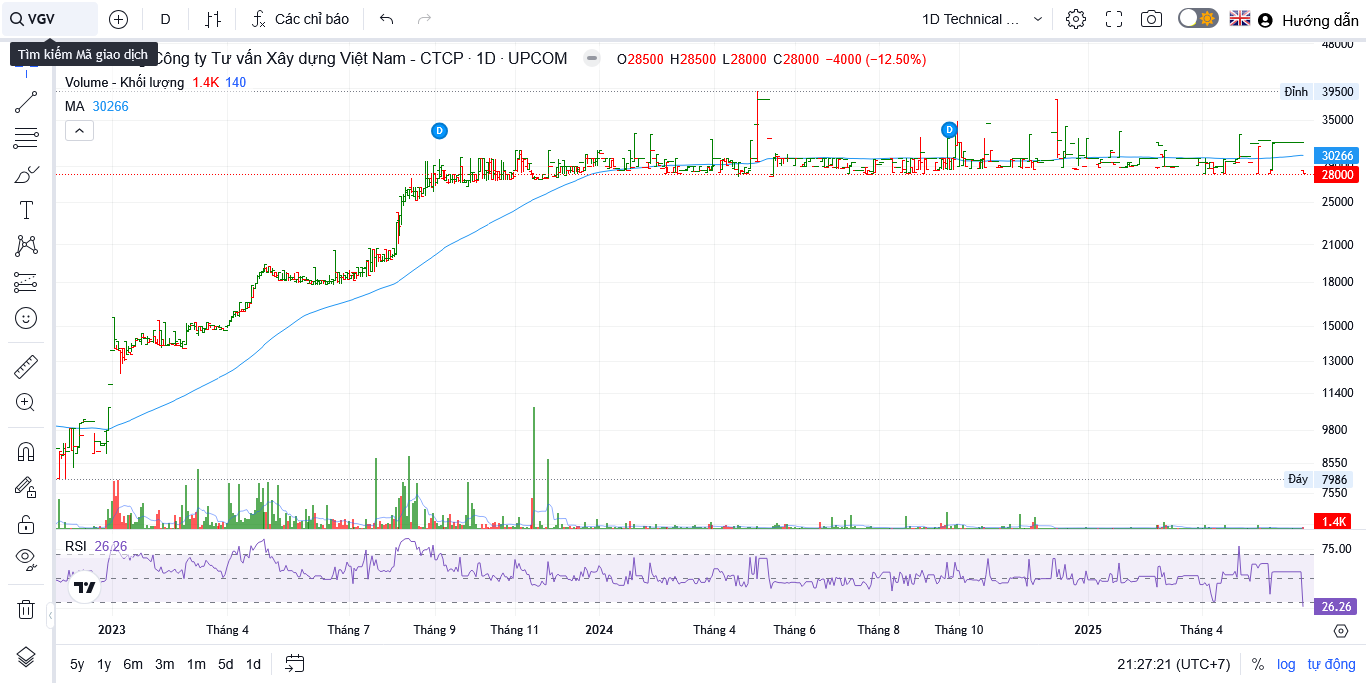 VGV
D
Các chỉ báo
1D Technical ...
Hướng dẫn
Tìm kiếm Mã giao dịch
Công ty Tư vấn Xây dựng Việt Nam - CTCP · 1D · UPCOM
O28500 H28500 L28000 C28000 −4000 (−12.50%)
Volume - Khối lượng 1.4K 140
MA 30266
D
D
48000
Đỉnh 39500
35000
30266
28000
25000
21000
18000
15000
13000
11400
9800
8550
Đáy 7986
7550
1.4K
RSI 26.26
75.00
26.26
2023
Tháng 4
Tháng 7
Tháng 9
Tháng 11
2024
Tháng 4
Tháng 6
Tháng 8
Tháng 10
2025
Tháng 4
5y 1y 6m 3m 1m 5d 1d
21:27:21 (UTC+7)
% log tự động